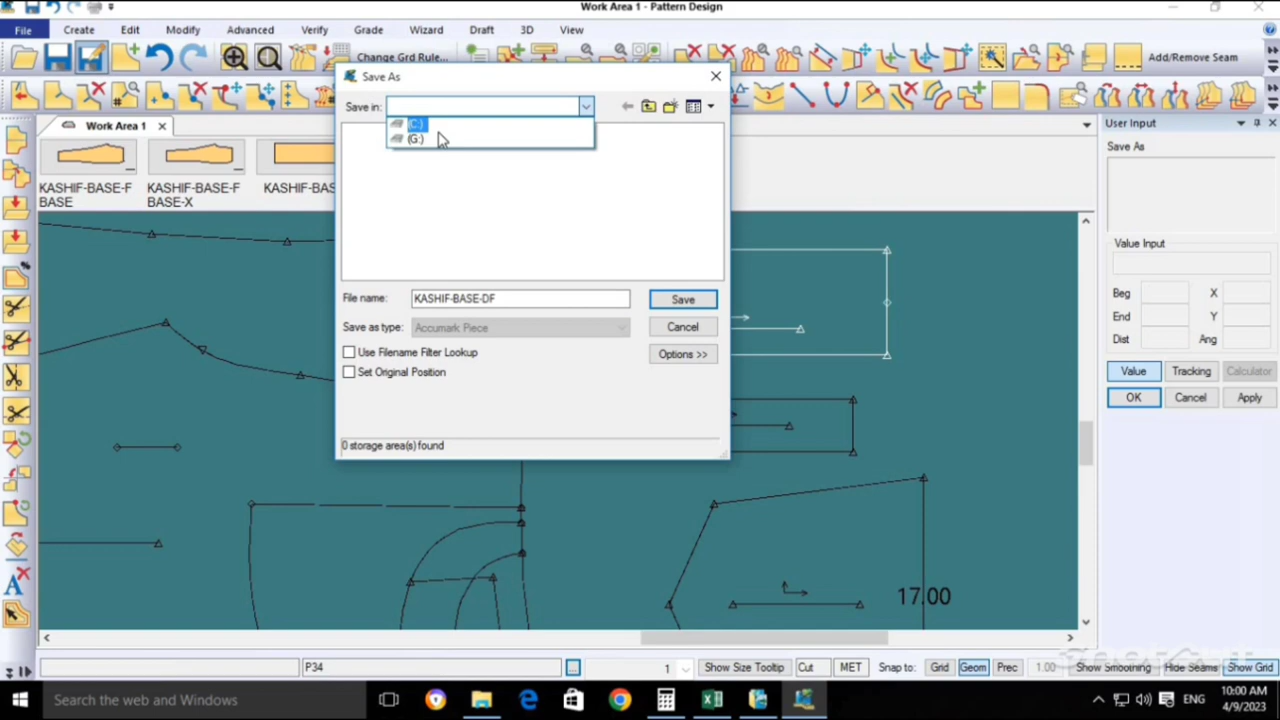 Work Area 1 - Pattern Design
File Create Edit Modify Advanced Verify Grade Wizard Draft 3D View
Change Grd Rule...
Add/Remove Seam
Work Area 1
KASHIF-BASE-F
BASE
KASHIF-BASE-F
BASE-X
KASHIF-BAS
Save As
Save in:
(C:)
(G:)
File name: KASHIF-BASE-DF
Save
Save as type: Accumark Piece
Cancel
Use Filename Filter Lookup
Options >>
Set Original Position
0 storage area(s) found
User Input
Save As
Value Input
Beg X
End Y
Dist Ang
Value Tracking Calculator
OK Cancel Apply
17.00
P34 ... 1 Show Size Tooltip Cut MET Snap to: Grid Geom Prec 1.00 Show Smoothing Hide Seams Show Grid
Search the web and Windows
ENG
10:00 AM
4/9/2023